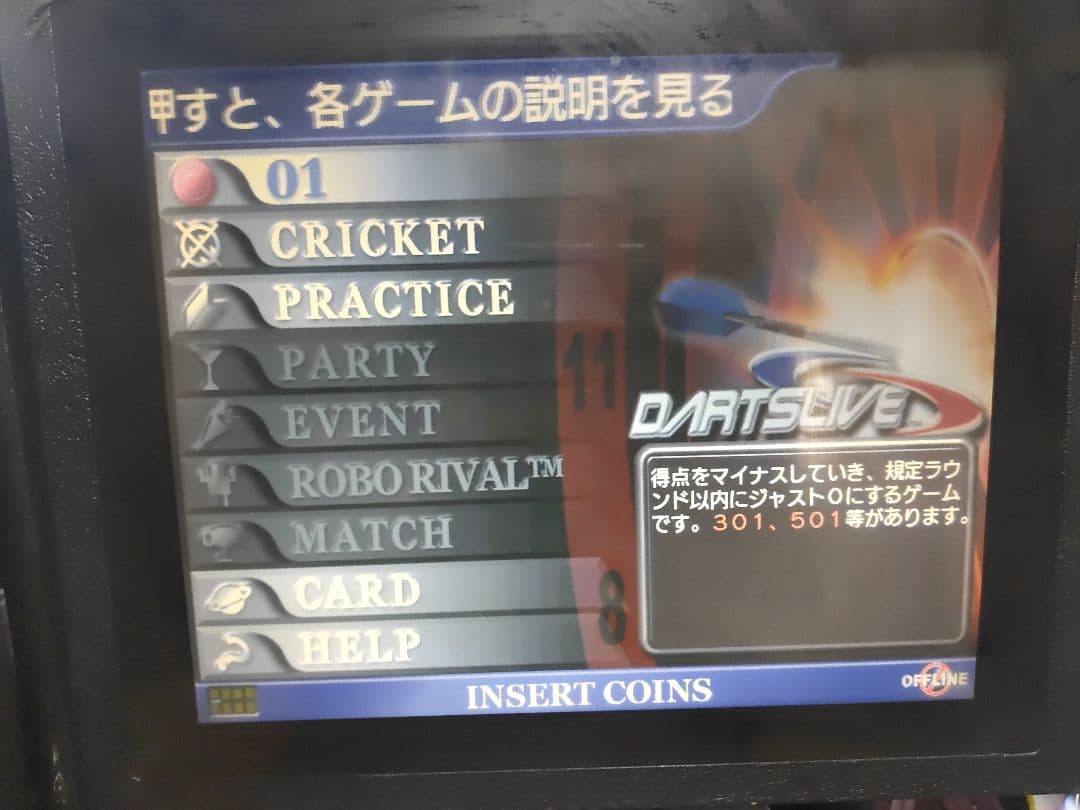 押すと、各ゲームの説明を見る
01
CRICKET
PRACTICE
PARTY
EVENT
ROBO RIVAL™
MATCH
CARD
HELP
11
8
DARTSLIVE
得点をマイナスしていき、規定ラウ
ンド以内にジャスト0にするゲーム
です。301、501等があります。
INSERT COINS
OFFLINE